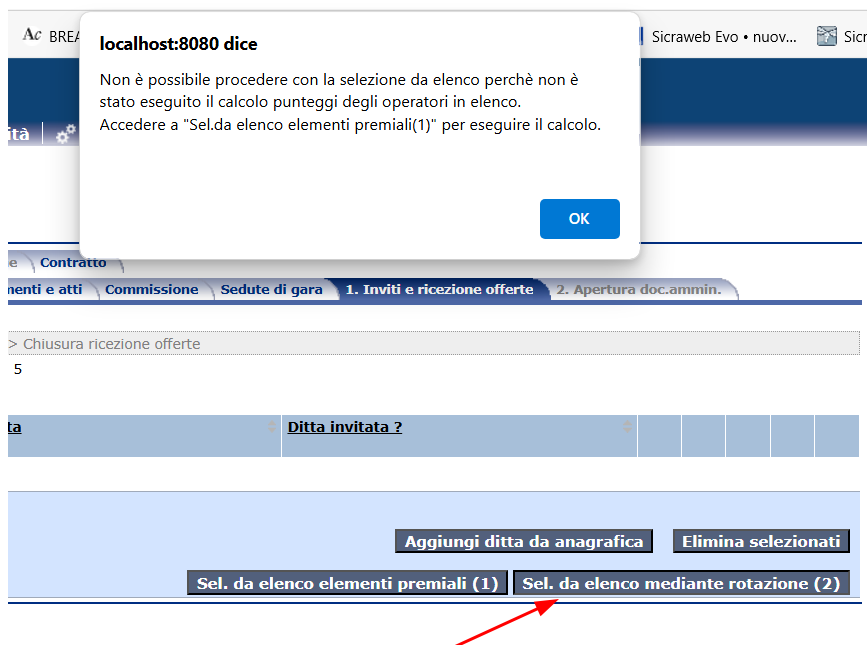 Ac BREA
Sicraweb Evo • nuov...
Sicr
localhost:8080 dice
Non è possibile procedere con la selezione da elenco perchè non è
stato eseguito il calcolo punteggi degli operatori in elenco.
Accedere a "Sel.da elenco elementi premiali(1)" per eseguire il calcolo.
OK
ità
e Contratto
menti e atti Commissione Sedute di gara 1. Inviti e ricezione offerte 2. Apertura doc.ammin.
> Chiusura ricezione offerte
5
ta Ditta invitata ?
Aggiungi ditta da anagrafica Elimina selezionati
Sel. da elenco elementi premiali (1) Sel. da elenco mediante rotazione (2)